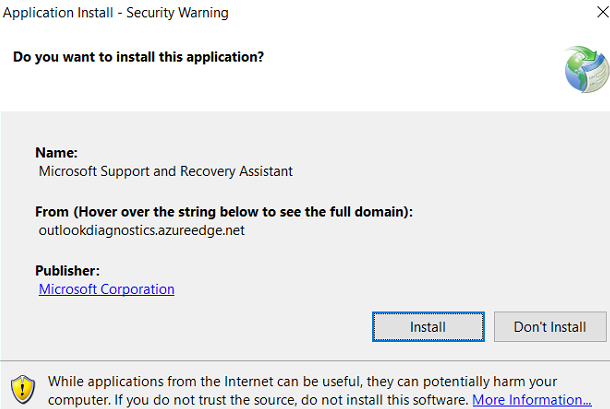 Application Install - Security Warning
Do you want to install this application?
Name:
Microsoft Support and Recovery Assistant
From (Hover over the string below to see the full domain):
outlookdiagnostics.azureedge.net
Publisher:
Microsoft Corporation
Install
Don't Install
While applications from the Internet can be useful, they can potentially harm your
computer. If you do not trust the source, do not install this software. More Information...